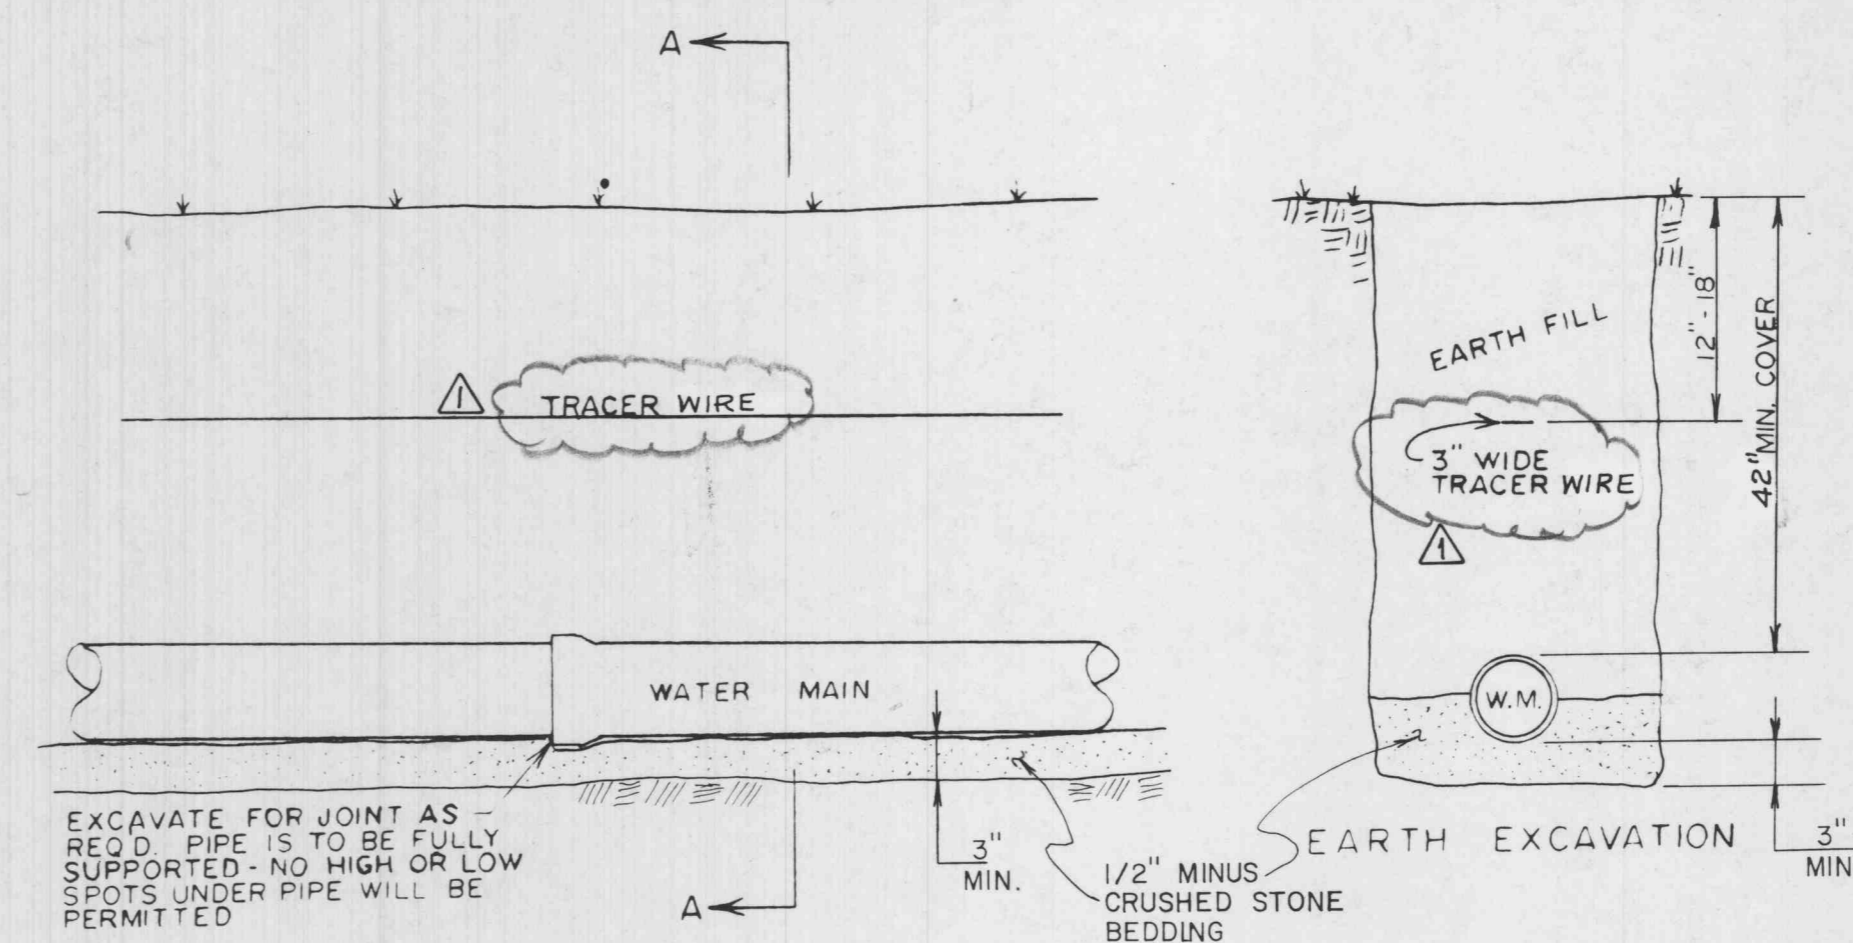 A
1
TRACER WIRE
WATER MAIN
EXCAVATE FOR JOINT AS -
REQD. PIPE IS TO BE FULLY
SUPPORTED - NO HIGH OR LOW
SPOTS UNDER PIPE WILL BE
PERMITTED
A
3"
MIN.
1/2" MINUS
CRUSHED STONE
BEDDING
EARTH FILL
12"-18"
42" MIN. COVER
3" WIDE
TRACER WIRE
1
W.M.
EARTH EXCAVATION
3"
MIN